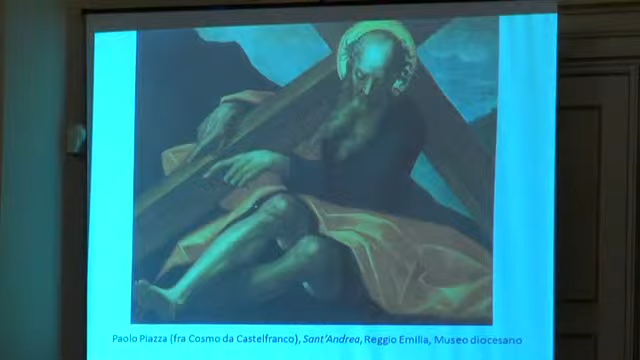 Paolo Piazza (fra Cosmo da Castelfranco), Sant'Andrea, Reggio Emilia, Museo diocesano